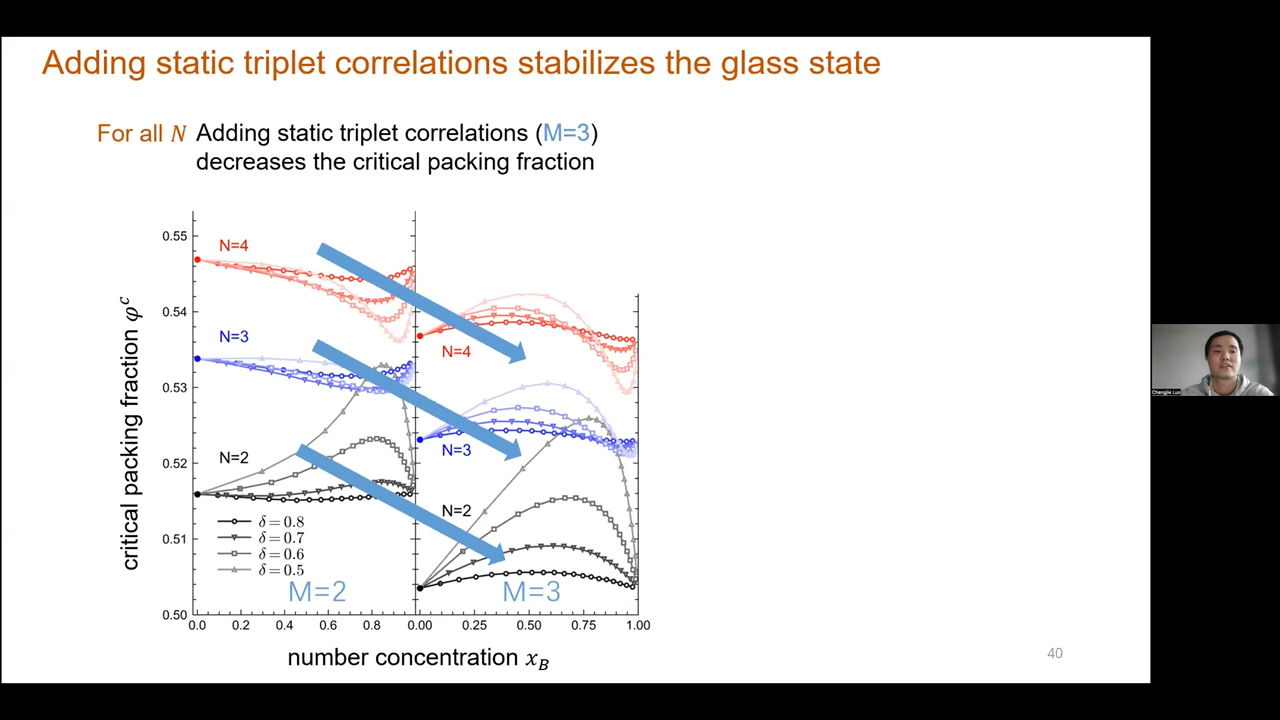 Adding static triplet correlations stabilizes the glass state
For all N Adding static triplet correlations (M=3)
decreases the critical packing fraction
critical packing fraction φᶜ
0.55
0.54
0.53
0.52
0.51
0.50
N=4
N=3
N=2
δ = 0.8
δ = 0.7
δ = 0.6
δ = 0.5
M=2
N=4
N=3
N=2
M=3
0.0 0.2 0.4 0.6 0.8 0.00 0.25 0.50 0.75 1.00
number concentration x_B
40
Chengjie Luo